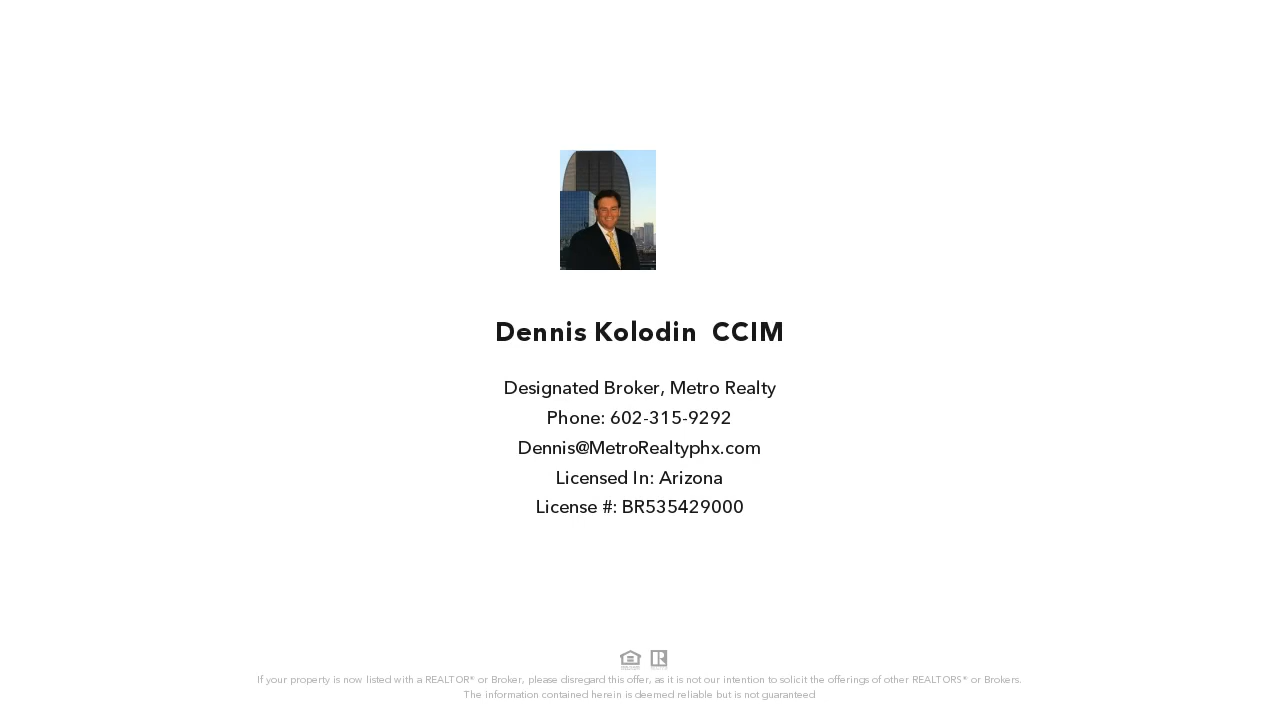 Dennis Kolodin  CCIM
Designated Broker, Metro Realty
Phone: 602-315-9292
Dennis@MetroRealtyphx.com
Licensed In: Arizona
License #: BR535429000
If your property is now listed with a REALTOR® or Broker, please disregard this offer, as it is not our intention to solicit the offerings of other REALTORS® or Brokers.
The information contained herein is deemed reliable but is not guaranteed